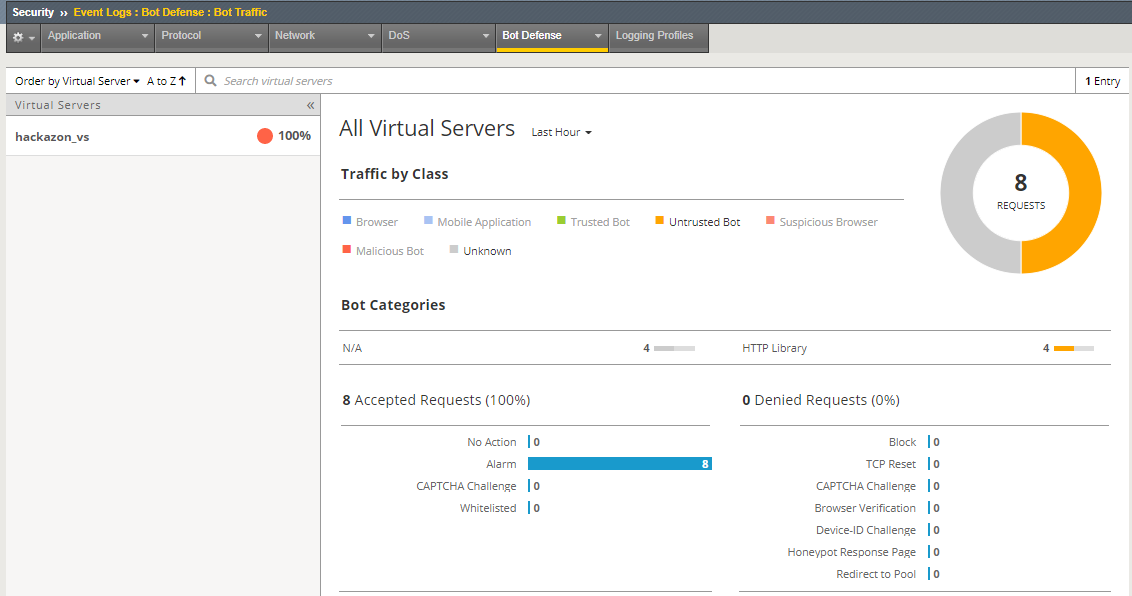 Security ›› Event Logs : Bot Defense : Bot Traffic
Application Protocol Network DoS Bot Defense Logging Profiles
Order by Virtual Server A to Z Search virtual servers 1 Entry
Virtual Servers «
hackazon_vs 100%
All Virtual Servers Last Hour
8
REQUESTS
Traffic by Class
Browser Mobile Application Trusted Bot Untrusted Bot Suspicious Browser
Malicious Bot Unknown
Bot Categories
N/A 4 HTTP Library 4
8 Accepted Requests (100%)
No Action 0
Alarm 8
CAPTCHA Challenge 0
Whitelisted 0
0 Denied Requests (0%)
Block 0
TCP Reset 0
CAPTCHA Challenge 0
Browser Verification 0
Device-ID Challenge 0
Honeypot Response Page 0
Redirect to Pool 0